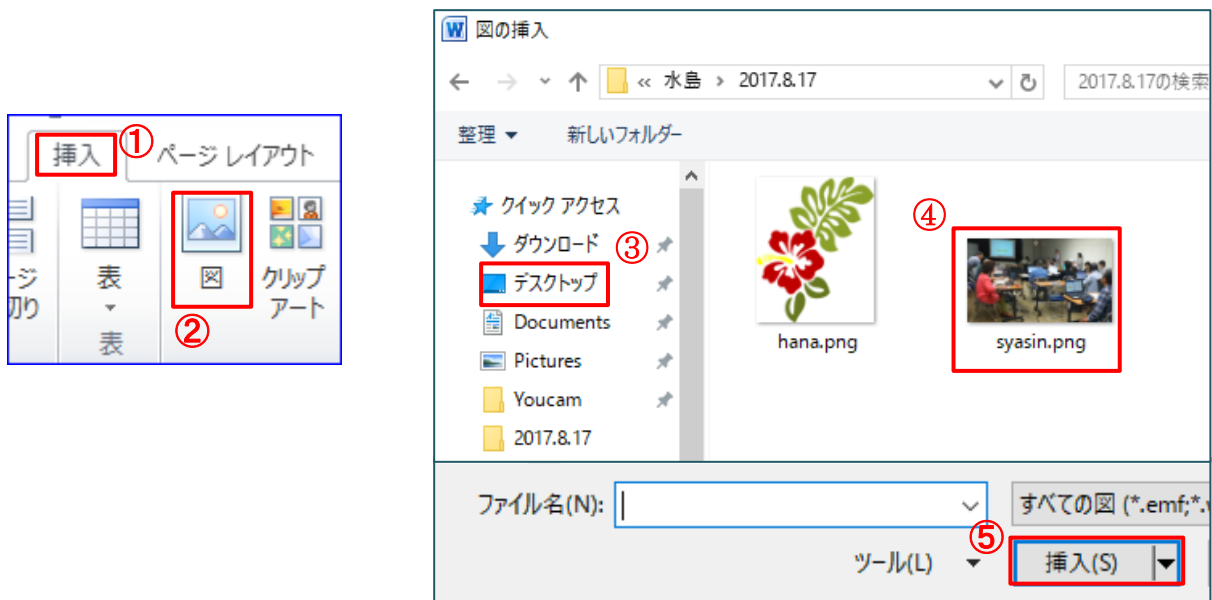 挿入 ① ページ レイアウト
ージ 表 図 クリップ
切り アート
②
表
W 図の挿入
« 水島 › 2017.8.17
2017.8.17の検索
整理 新しいフォルダー
クイック アクセス
ダウンロード ③
デスクトップ
Documents
Pictures
Youcam
2017.8.17
hana.png
④
syasin.png
ファイル名(N):
すべての図 (*.emf;*.
ツール(L) ⑤ 挿入(S)